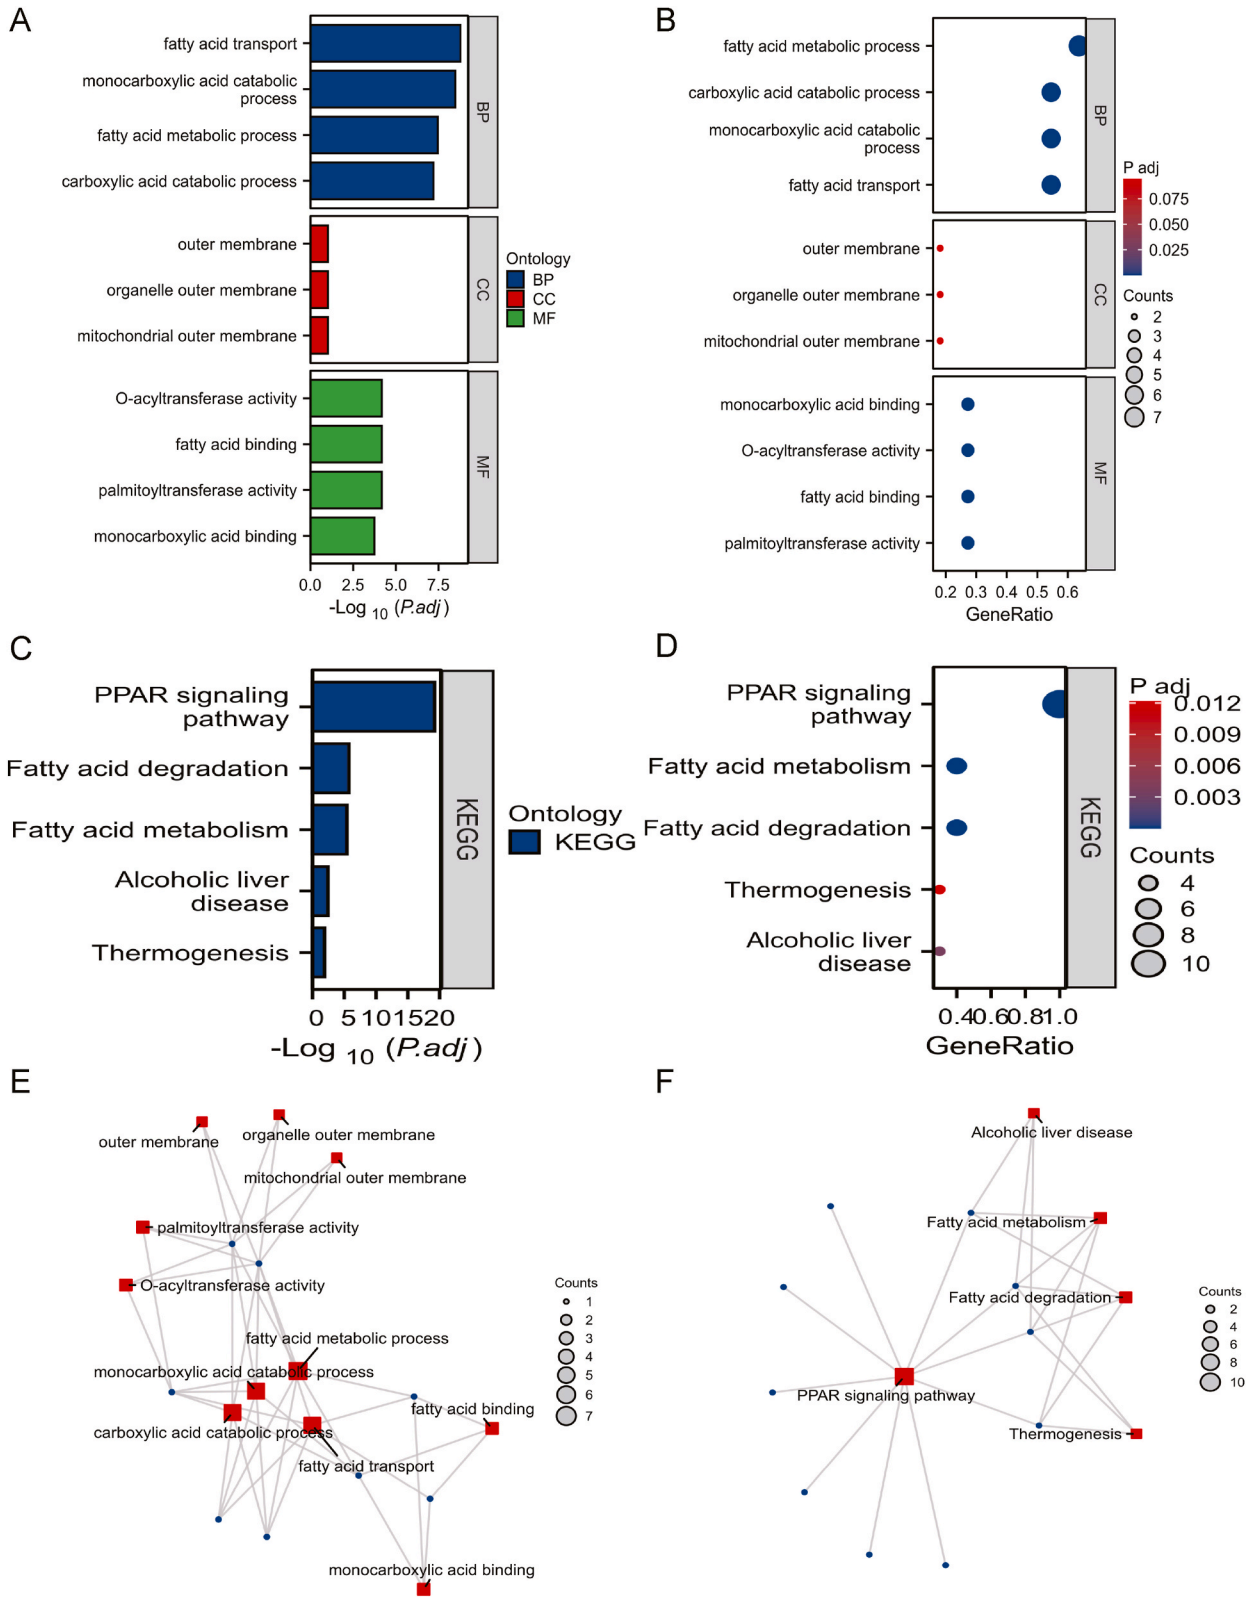 A
fatty acid transport
monocarboxylic acid catabolic
process
fatty acid metabolic process
carboxylic acid catabolic process
BP
outer membrane
organelle outer membrane
mitochondrial outer membrane
CC
O-acyltransferase activity
fatty acid binding
palmitoyltransferase activity
monocarboxylic acid binding
MF
0.0 2.5 5.0 7.5
-Log 10 (P.adj)
Ontology
BP
CC
MF
B
fatty acid metabolic process
carboxylic acid catabolic process
monocarboxylic acid catabolic
process
fatty acid transport
BP
outer membrane
organelle outer membrane
mitochondrial outer membrane
CC
monocarboxylic acid binding
O-acyltransferase activity
fatty acid binding
palmitoyltransferase activity
MF
0.2 0.3 0.4 0.5 0.6
GeneRatio
P adj
0.075
0.050
0.025
Counts
2
3
4
5
6
7
C
PPAR signaling
pathway
Fatty acid degradation
Fatty acid metabolism
Alcoholic liver
disease
Thermogenesis
KEGG
0 5 10 15 20
-Log 10 (P.adj)
Ontology
KEGG
D
PPAR signaling
pathway
Fatty acid metabolism
Fatty acid degradation
Thermogenesis
Alcoholic liver
disease
KEGG
0.4 0.6 0.8 1.0
GeneRatio
P adj
0.012
0.009
0.006
0.003
Counts
4
6
8
10
E
outer membrane
organelle outer membrane
mitochondrial outer membrane
palmitoyltransferase activity
O-acyltransferase activity
fatty acid metabolic process
monocarboxylic acid catabolic process
fatty acid binding
carboxylic acid catabolic process
fatty acid transport
monocarboxylic acid binding
Counts
1
2
3
4
5
6
7
F
Alcoholic liver disease
Fatty acid metabolism
Fatty acid degradation
PPAR signaling pathway
Thermogenesis
Counts
2
4
6
8
10